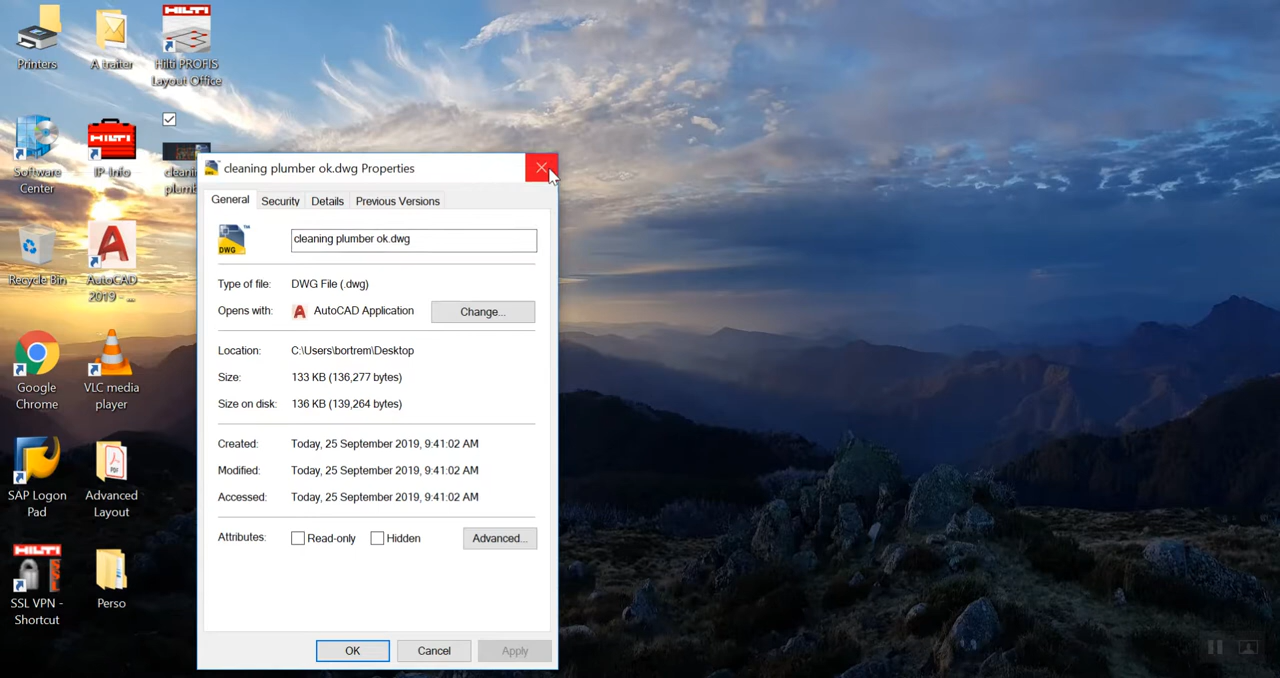 Printers
A traiter
HILTI
Hilti PROFIS
Layout Office
Software
Center
HILTI
IP-Info
Recycle Bin
AutoCAD
2019 - ...
Google
Chrome
VLC media
player
SAP Logon
Pad
PDF
Advanced
Layout
HILTI
SSL
SSL VPN -
Shortcut
Perso
cleaning plumber ok.dwg Properties
General Security Details Previous Versions
DWG
cleaning plumber ok.dwg
Type of file: DWG File (.dwg)
Opens with: AutoCAD Application Change...
Location: C:\Users\bortrem\Desktop
Size: 133 KB (136,277 bytes)
Size on disk: 136 KB (139,264 bytes)
Created: Today, 25 September 2019, 9:41:02 AM
Modified: Today, 25 September 2019, 9:41:02 AM
Accessed: Today, 25 September 2019, 9:41:02 AM
Attributes: Read-only Hidden Advanced...
OK Cancel Apply